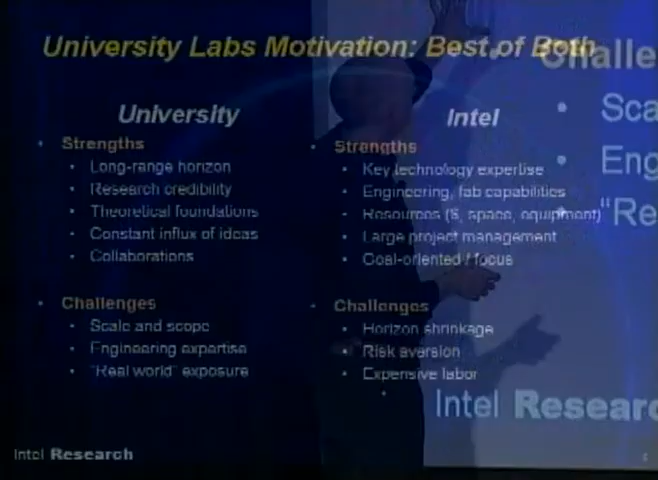 University Labs Motivation: Best of Both
University
Strengths
Long-range horizon
Research credibility
Theoretical foundations
Constant influx of ideas
Collaborations
Challenges
Scale and scope
Engineering expertise
"Real world" exposure
Intel
Strengths
Key technology expertise
Engineering, fab capabilities
Resources ($, space, equipment)
Large project management
Goal-oriented / focus
Challenges
Horizon shrinkage
Risk aversion
Expensive labor
Challe
Sca
Eng
"Re
Intel Researc
Intel Research